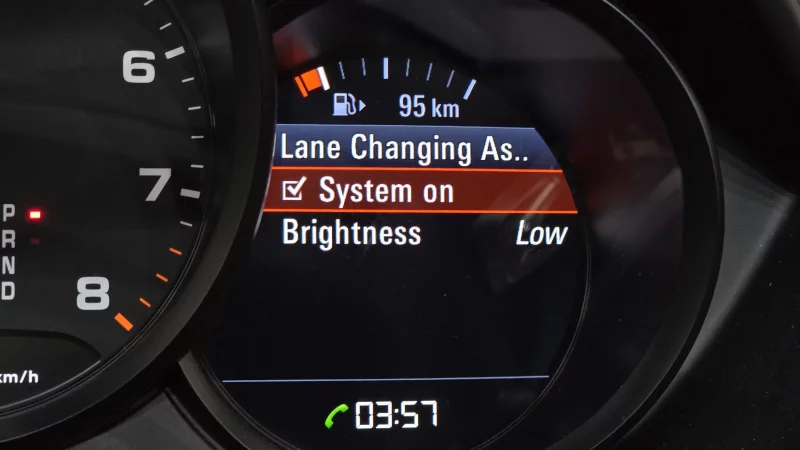 6
7
8
P
R
N
D
km/h
95 km
Lane Changing As..
System on
Brightness Low
03:57